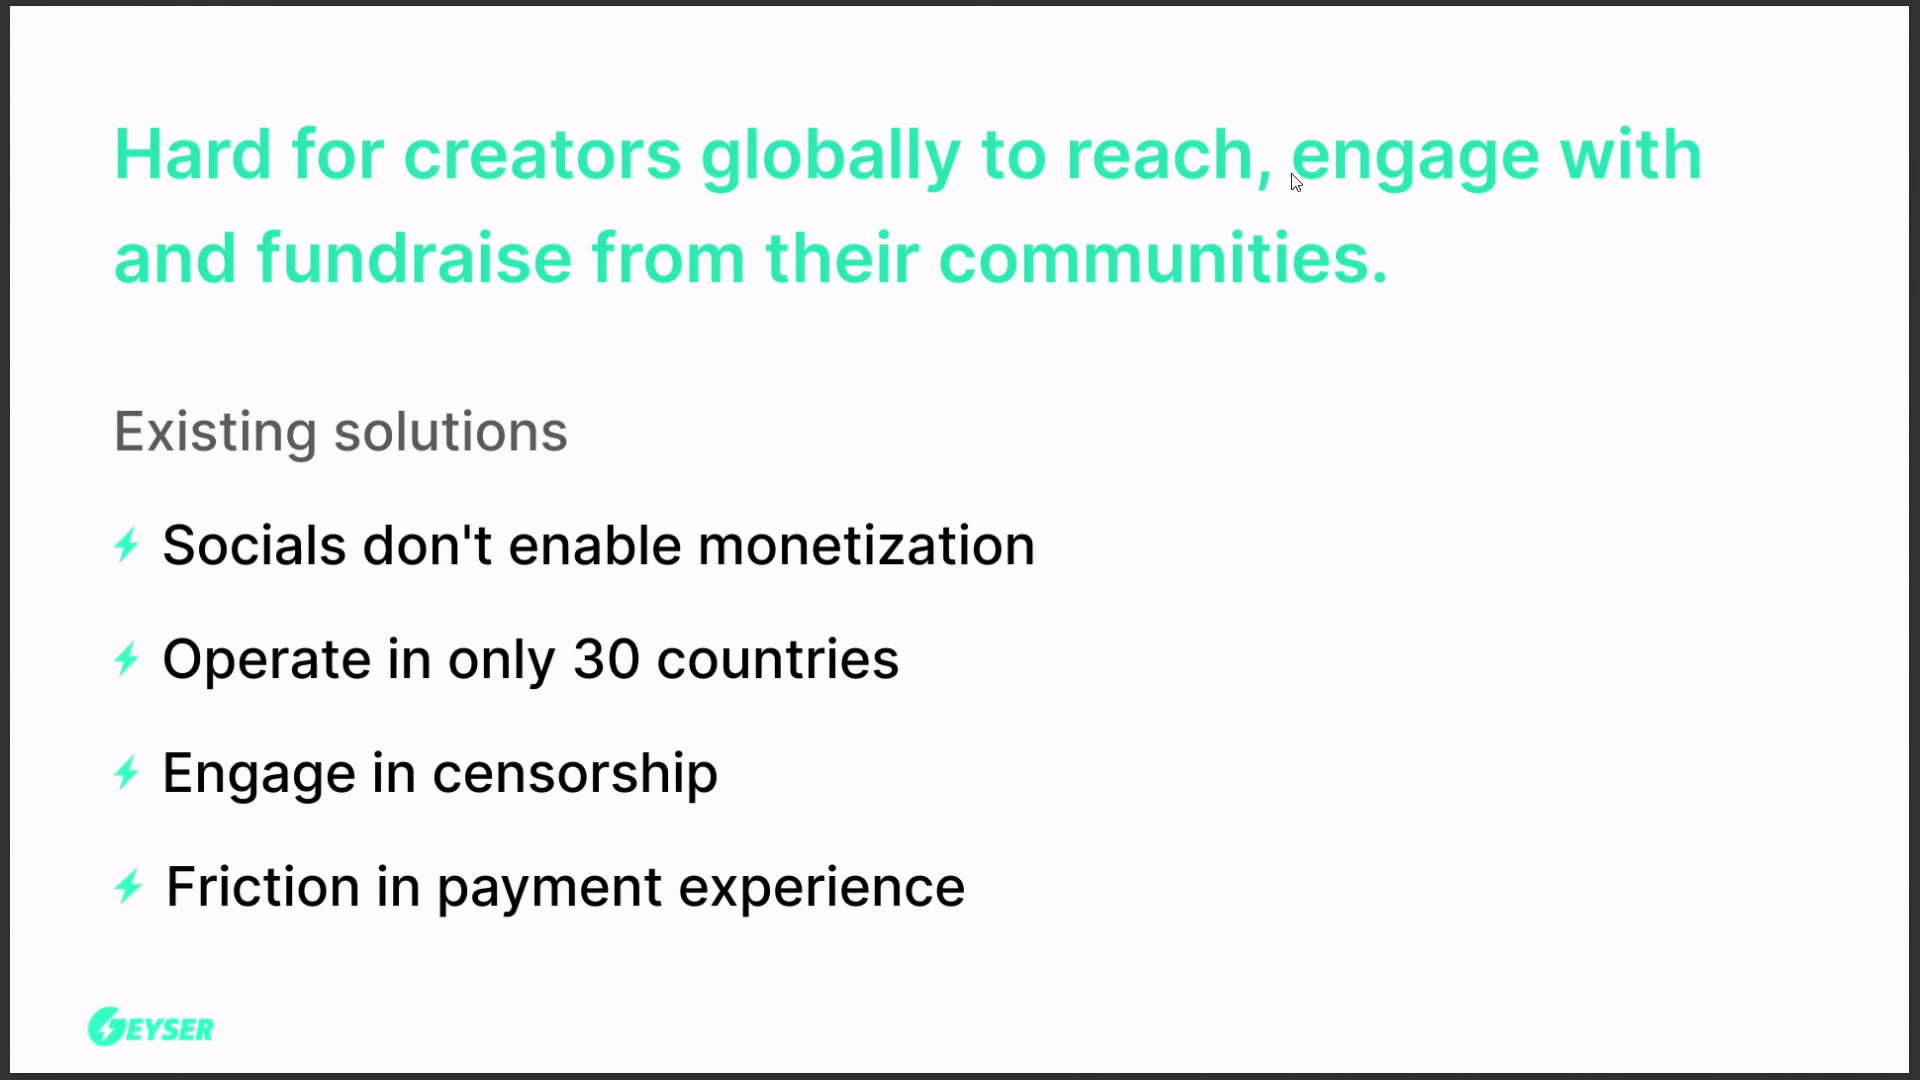 Hard for creators globally to reach, engage with
and fundraise from their communities.
Existing solutions
Socials don't enable monetization
Operate in only 30 countries
Engage in censorship
Friction in payment experience
GEYSER